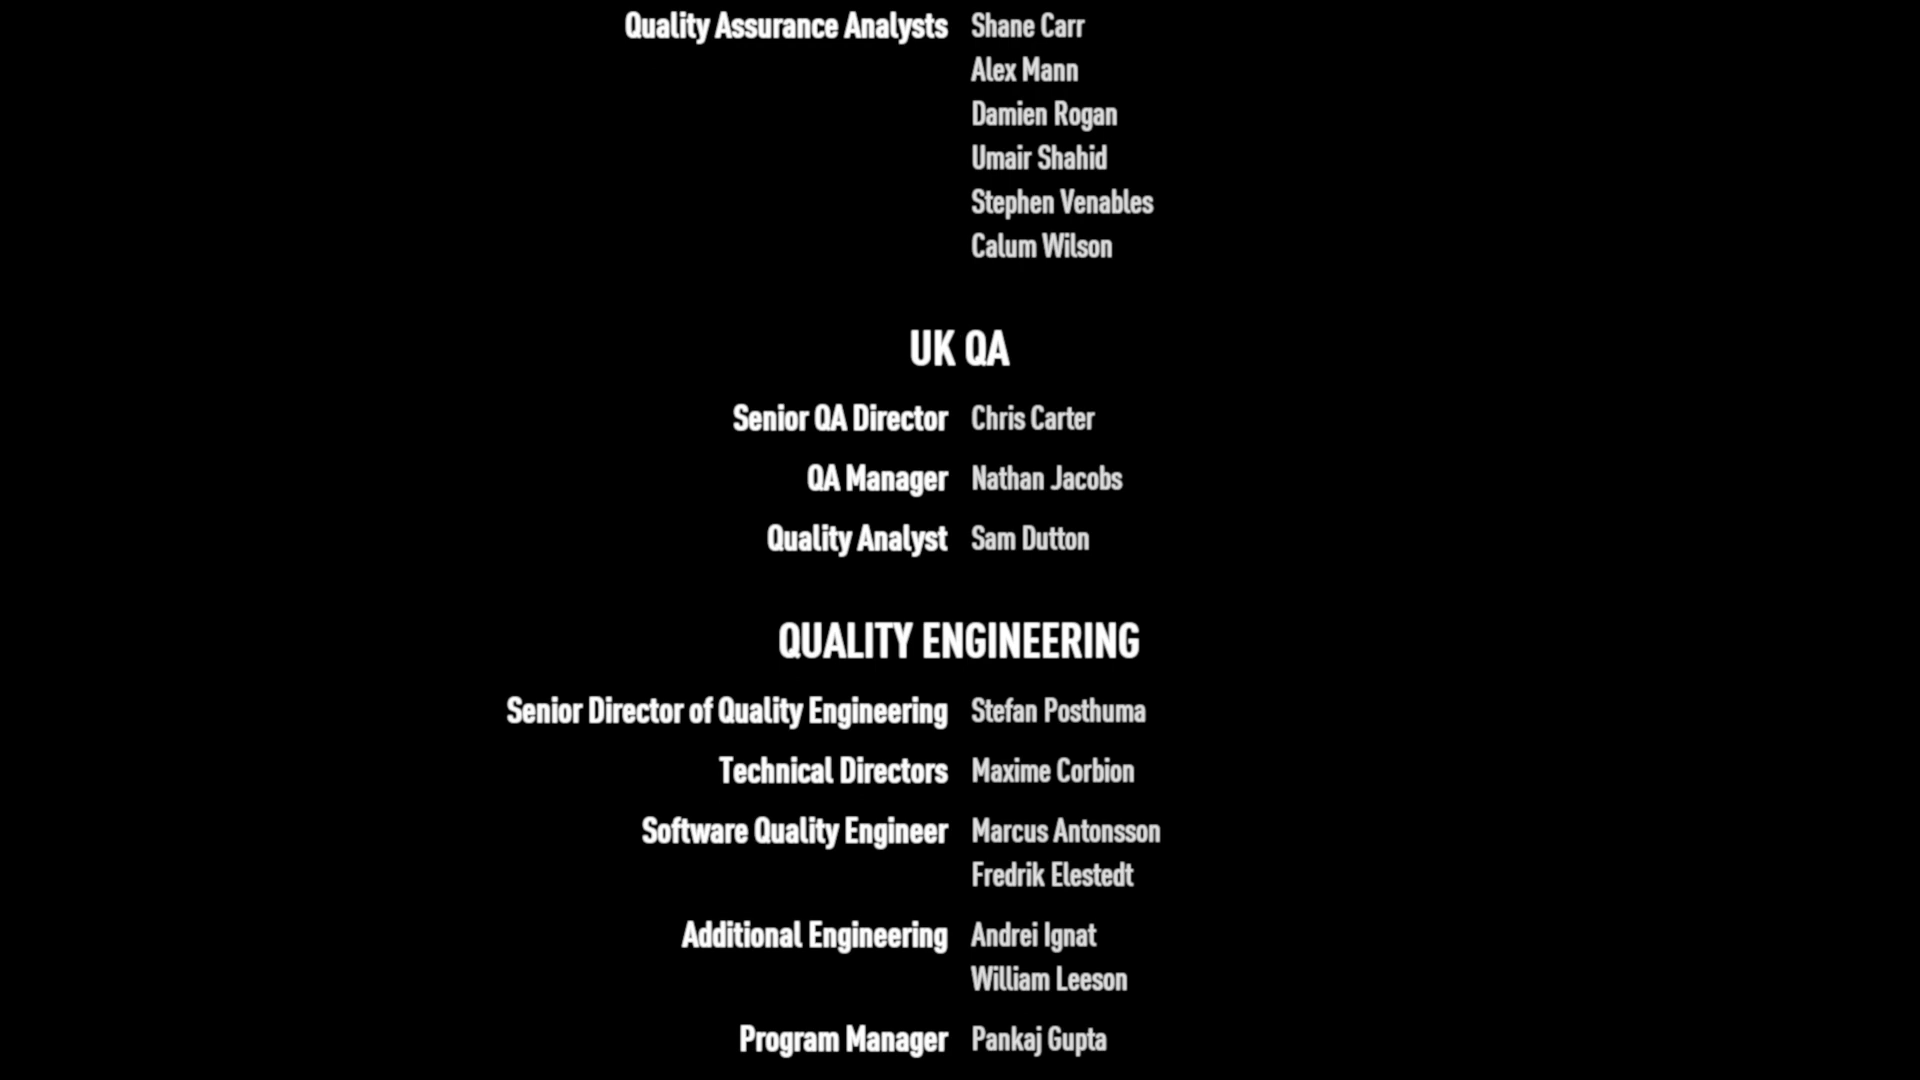 Quality Assurance Analysts Shane Carr
Alex Mann
Damien Rogan
Umair Shahid
Stephen Venables
Calum Wilson
UK QA
Senior QA Director Chris Carter
QA Manager Nathan Jacobs
Quality Analyst Sam Dutton
QUALITY ENGINEERING
Senior Director of Quality Engineering Stefan Posthuma
Technical Directors Maxime Corbion
Software Quality Engineer Marcus Antonsson
Fredrik Elestedt
Additional Engineering Andrei Ignat
William Leeson
Program Manager Pankaj Gupta